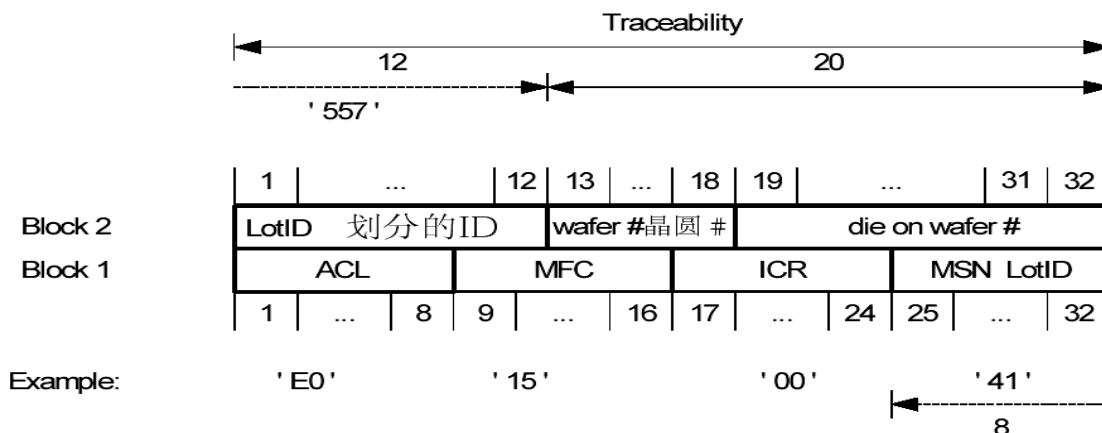 Traceability
12 20
' 557 '
1 ... 12 13 ... 18 19 ... 31 32
Block 2 LotID 划分的ID wafer #晶圆 # die on wafer #
Block 1 ACL MFC ICR MSN LotID
1 ... 8 9 ... 16 17 ... 24 25 ... 32
Example: ' E0 ' ' 15 ' ' 00 ' ' 41 '
8